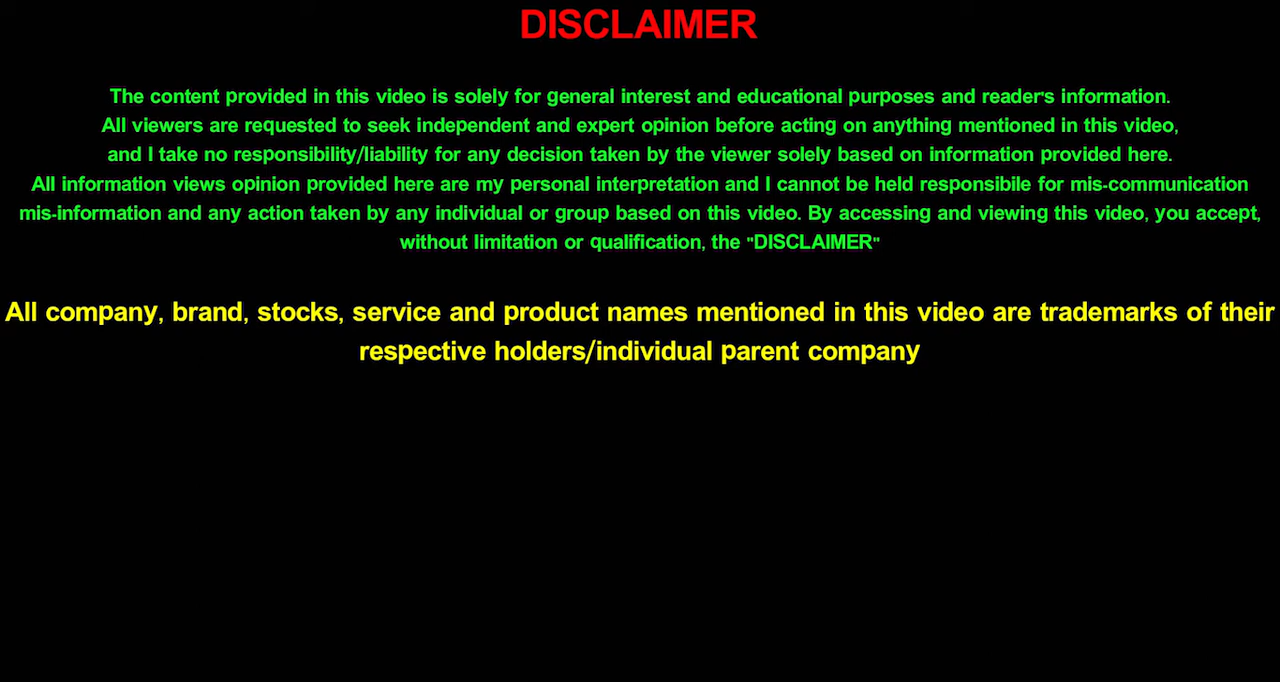 DISCLAIMER
The content provided in this video is solely for general interest and educational purposes and reader's information.
All viewers are requested to seek independent and expert opinion before acting on anything mentioned in this video,
and I take no responsibility/liability for any decision taken by the viewer solely based on information provided here.
All information views opinion provided here are my personal interpretation and I cannot be held responsibile for mis-communication
mis-information and any action taken by any individual or group based on this video. By accessing and viewing this video, you accept,
without limitation or qualification, the "DISCLAIMER"
All company, brand, stocks, service and product names mentioned in this video are trademarks of their
respective holders/individual parent company